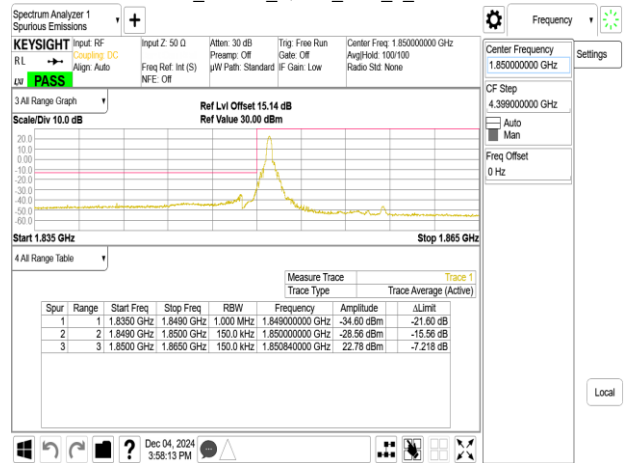 Spectrum Analyzer 1
Spurious Emissions
Frequency
KEYSIGHT Input: RF Input Z: 50 Ω Atten: 30 dB Trig: Free Run Center Freq: 1.850000000 GHz
RL Coupling: DC Preamp: Off Gate: Off Avg|Hold: 100/100
Align: Auto Freq Ref: Int (S) µW Path: Standard IF Gain: Low Radio Std: None
LXI PASS NFE: Off
Center Frequency
1.850000000 GHz
Settings
CF Step
4.399000000 GHz
Auto
Man
Freq Offset
0 Hz
3 All Range Graph
Ref Lvl Offset 15.14 dB
Scale/Div 10.0 dB Ref Value 30.00 dBm
20.0
10.0
0.00
-10.0
-20.0
-30.0
-40.0
-50.0
-60.0
Start 1.835 GHz Stop 1.865 GHz
4 All Range Table
Measure Trace Trace 1
Trace Type Trace Average (Active)
Spur Range Start Freq Stop Freq RBW Frequency Amplitude ΔLimit
1 1 1.8350 GHz 1.8490 GHz 1.000 MHz 1.849000000 GHz -34.60 dBm -21.60 dB
2 2 1.8490 GHz 1.8500 GHz 150.0 kHz 1.850000000 GHz -28.56 dBm -15.56 dB
3 3 1.8500 GHz 1.8650 GHz 150.0 kHz 1.850840000 GHz 22.78 dBm -7.218 dB
Local
Dec 04, 2024
3:58:13 PM